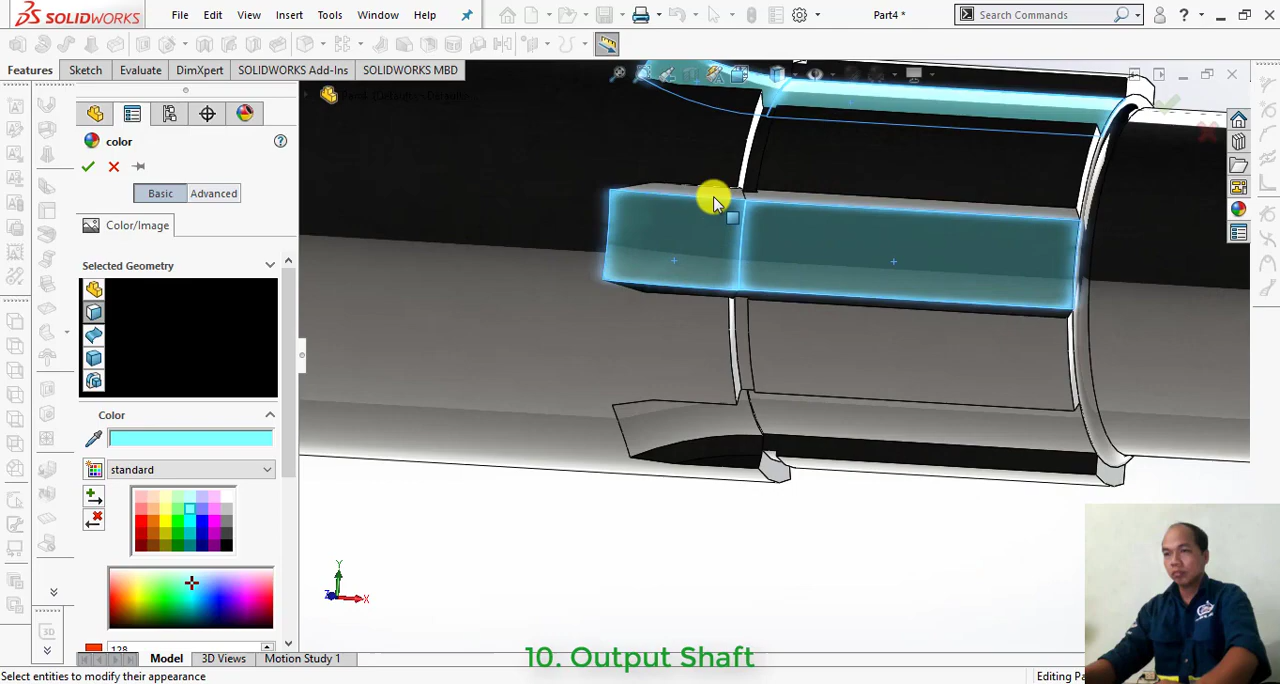 SOLIDWORKS
File Edit View Insert Tools Window Help
Part4 *
Search Commands
Features Sketch Evaluate DimXpert SOLIDWORKS Add-Ins SOLIDWORKS MBD
color
Basic Advanced
Color/Image
Selected Geometry
Color
standard
128
Y
X
Z
10. Output Shaft
Model 3D Views Motion Study 1
Select entities to modify their appearance
Editing Pa
3D